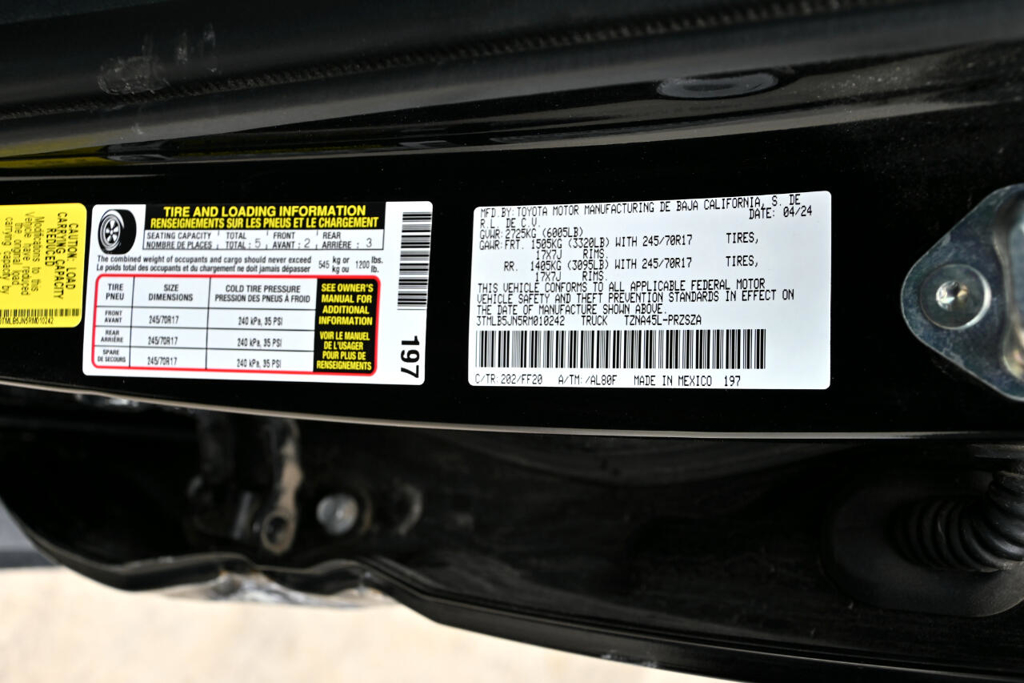 CAUTION: LOAD
CARRYING CAPACITY
REDUCED
Modifications to this
vehicle have reduced
the original load
carrying capacity by
3TMLB5JN5RM010242
TIRE AND LOADING INFORMATION
RENSEIGNEMENTS SUR LES PNEUS ET LE CHARGEMENT
SEATING CAPACITY TOTAL FRONT REAR
NOMBRE DE PLACES TOTAL: 5 AVANT: 2 ARRIÈRE: 3
The combined weight of occupants and cargo should never exceed 545 kg or 1200 lbs.
Le poids total des occupants et du chargement ne doit jamais dépasser kg ou lb.
TIRE SIZE COLD TIRE PRESSURE
PNEU DIMENSIONS PRESSION DES PNEUS À FROID
FRONT
AVANT 245/70R17 240 kPa, 35 PSI
REAR
ARRIÈRE 245/70R17 240 kPa, 35 PSI
SPARE
DE SECOURS 245/70R17 240 kPa, 35 PSI
SEE OWNER'S
MANUAL FOR
ADDITIONAL
INFORMATION
VOIR LE MANUEL
DE L'USAGER
POUR PLUS DE
RENSEIGNEMENTS
197
MFD BY: TOYOTA MOTOR MANUFACTURING DE BAJA CALIFORNIA, S. DE
R.L. DE C.V. DATE: 04/24
GVWR: 2725KG (6005LB)
GAWR: FRT. 1505KG (3320LB) WITH 245/70R17 TIRES,
17X7J
RR. 1405KG (3095LB) WITH 245/70R17 TIRES,
17X7J
THIS VEHICLE CONFORMS TO ALL APPLICABLE FEDERAL MOTOR
VEHICLE SAFETY AND THEFT PREVENTION STANDARDS IN EFFECT ON
THE DATE OF MANUFACTURE SHOWN ABOVE.
3TMLB5JN5RM010242 TRUCK TZNA45L-PRZSZA
C/TR: 202/FF20 A/TM: /AL80F MADE IN MEXICO 197